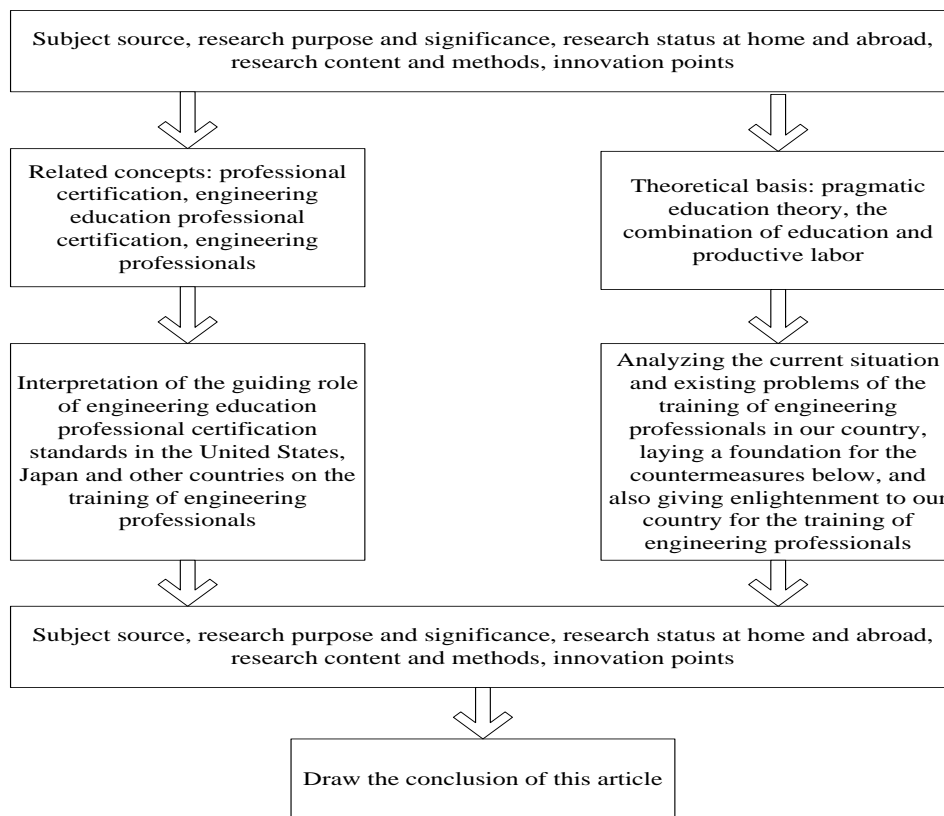 Subject source, research purpose and significance, research status at home and abroad,
research content and methods, innovation points
Related concepts: professional
certification, engineering
education professional
certification, engineering
professionals
Theoretical basis: pragmatic
education theory, the
combination of education and
productive labor
Interpretation of the guiding role
of engineering education
professional certification
standards in the United States,
Japan and other countries on the
training of engineering
professionals
Analyzing the current situation
and existing problems of the
training of engineering
professionals in our country,
laying a foundation for the
countermeasures below, and
also giving enlightenment to our
country for the training of
engineering professionals
Subject source, research purpose and significance, research status at home and abroad,
research content and methods, innovation points
Draw the conclusion of this article